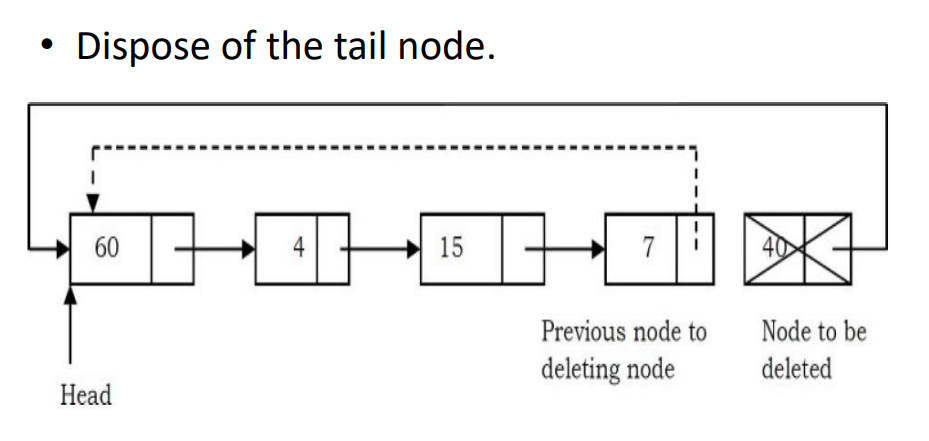 • Dispose of the tail node.
60 4 15 7 40
Previous node to
deleting node
Node to be
deleted
Head